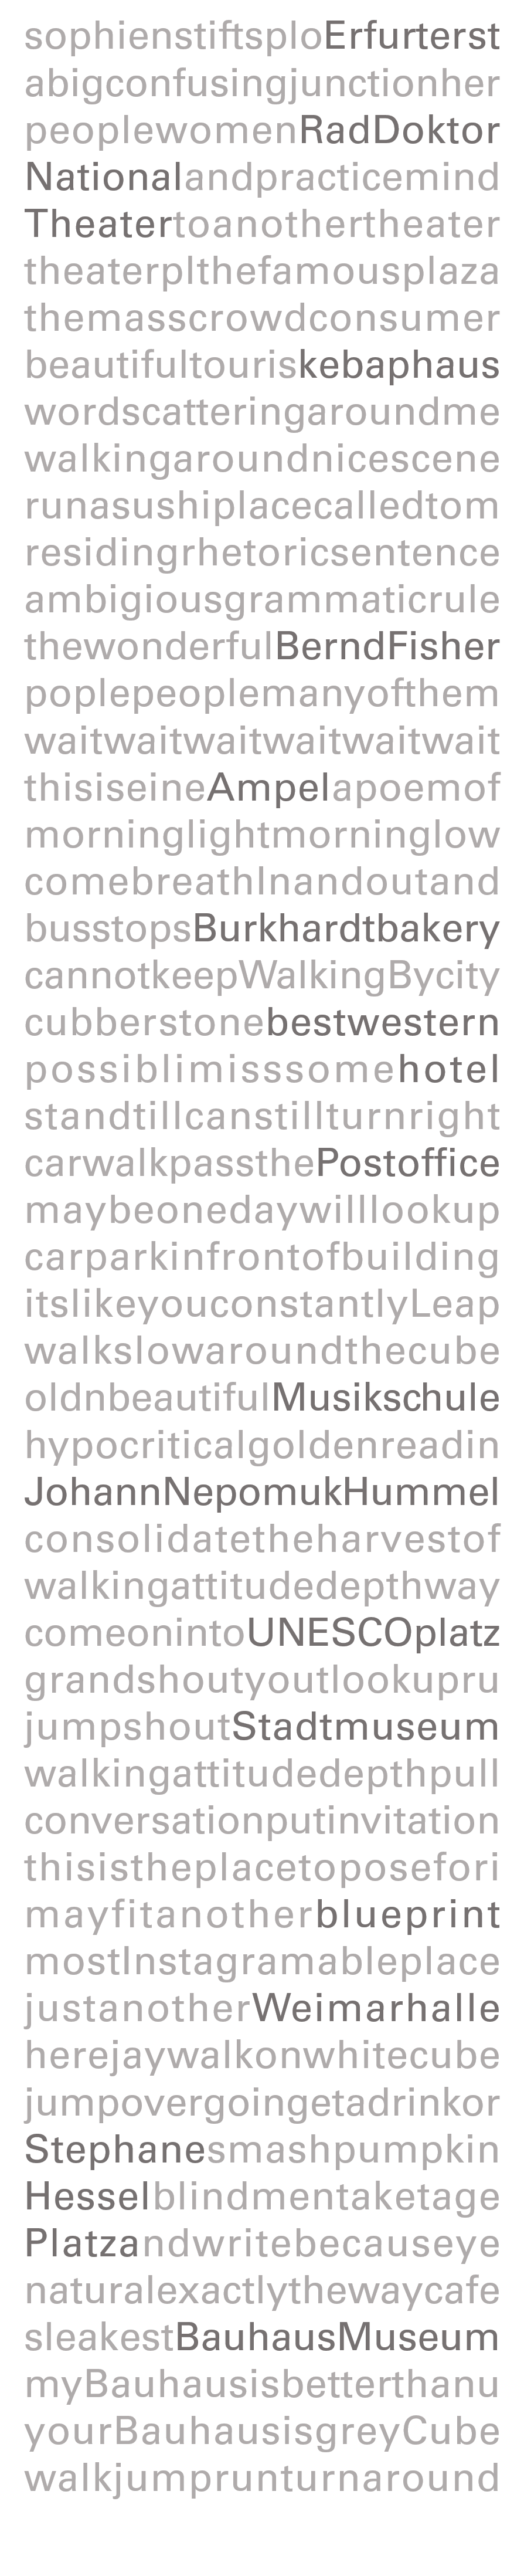 sophienstiftsploErfurterst
abigconfusingjunctionher
peoplewomenRadDoktor
Nationalandpracticemind
Theatertoanothertheater
theaterplthefamousplaza
themasscrowdconsumer
beautifultouriskebaphaus
wordscatteringaroundme
walkingaroundnicescene
runasushiplacecalledtom
residingrhetoricsentence
ambigiousgrammaticrule
thewonderfulBerndFisher
poplepeoplemanyofthem
waitwaitwaitwaitwaitwait
thisiseineAmpelapoemof
morninglightmorninglow
comebreathInandoutand
busstopsBurkhardtbakery
cannotkeepWalkingBycity
cubberstonebestwestern
possiblimisssomehotel
standtillcanstillturnright
carwalkpassthePostoffice
maybeonedaywilllookup
carparkinfrontofbuilding
itslikeyouconstantlyLeap
walkslowaroundthecube
oldnbeautifulMusikschule
hypocriticalgoldenreadin
JohannNepomukHummel
consolidatetheharvestof
walkingattitudedepthway
comeonintoUNESCOplatz
grandshoutyoutlookupru
jumpshoutStadtmuseum
walkingattitudedepthpull
conversationputinvitation
thisistheplacetoposefori
mayfitanotherblueprint
mostInstagramableplace
justanotherWeimarhalle
herejaywalkonwhitecube
jumpovergoingetadrinkor
Stephanesmashpumpkin
Hesselblindmentaketage
Platzandwritebecauseye
naturalexactlythewaycafe
sleakestBauhausMuseum
myBauhausisbetterthanu
yourBauhausisgreyCube
walkjumprunturnaround